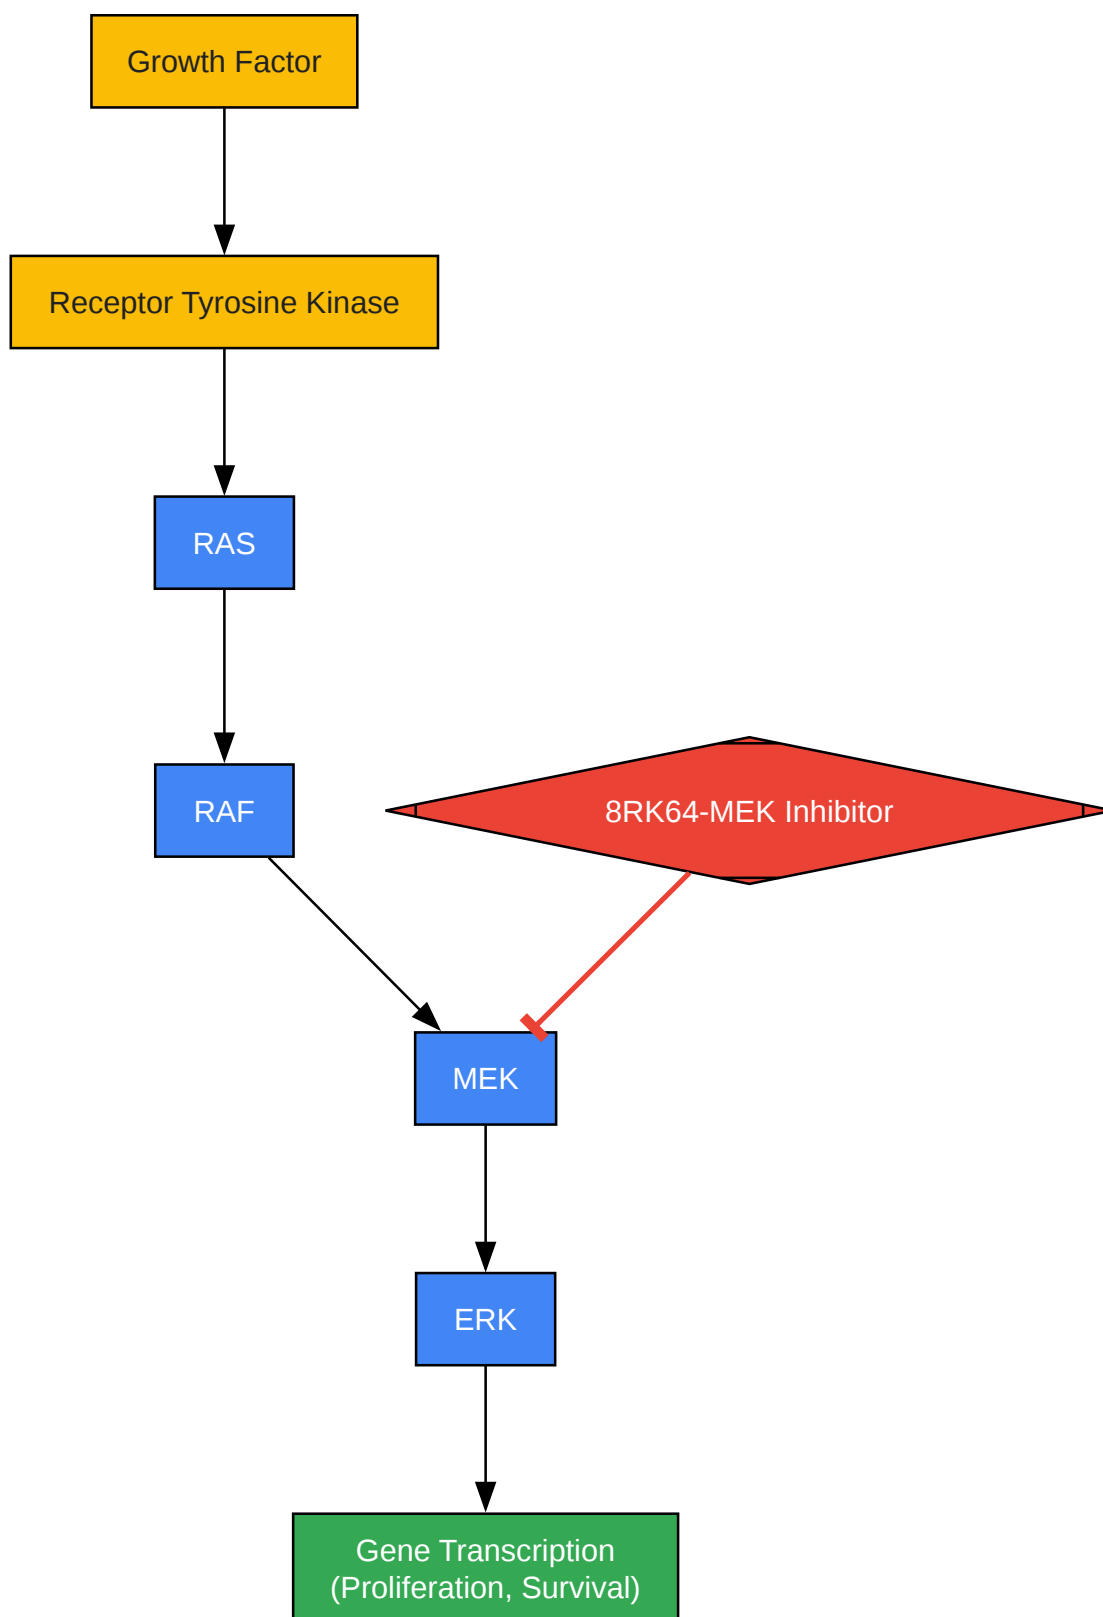 Growth Factor
Receptor Tyrosine Kinase
RAS
RAF
8RK64-MEK Inhibitor
MEK
ERK
Gene Transcription
(Proliferation, Survival)